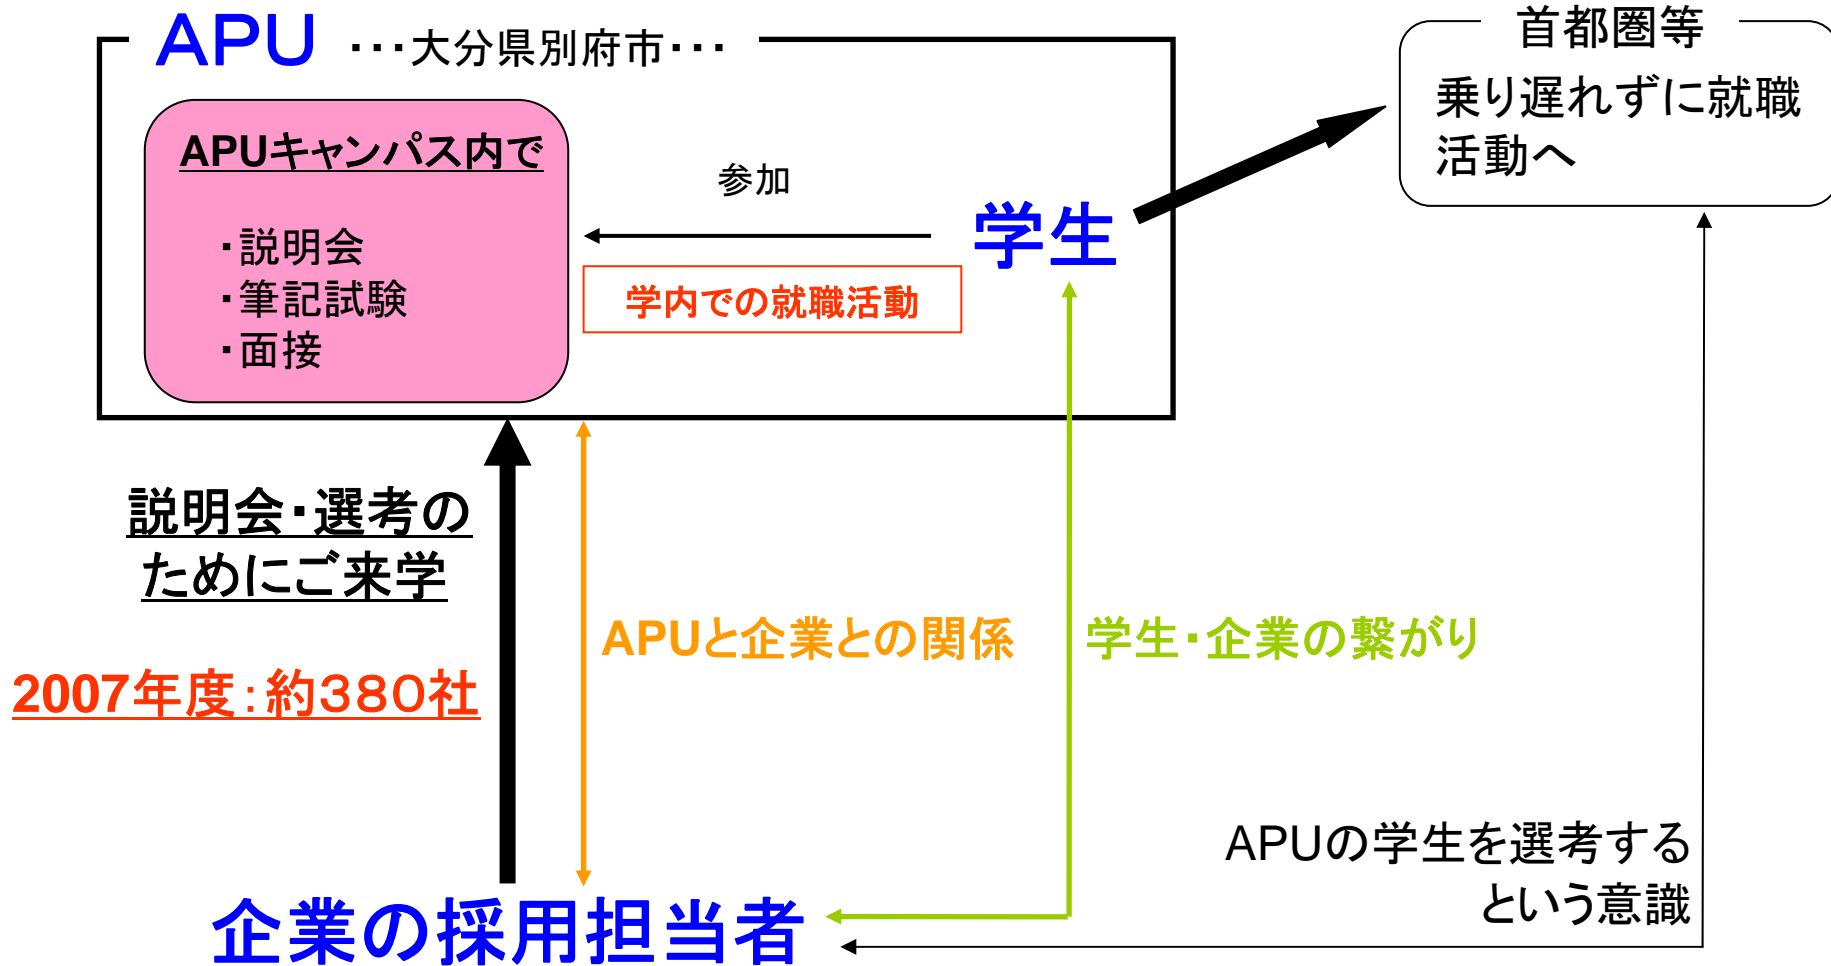 APU ・・・大分県別府市・・・
首都圏等
乗り遅れずに就職
活動へ
APUキャンパス内で
・説明会
・筆記試験
・面接
参加
学生
学内での就職活動
説明会・選考の
ためにご来学
2007年度：約３８０社
APUと企業との関係
学生・企業の繋がり
APUの学生を選考する
という意識
企業の採用担当者